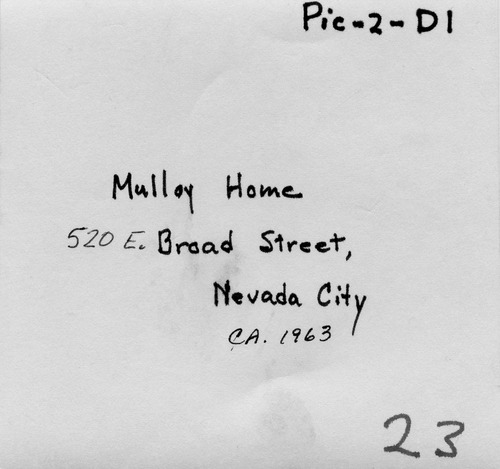 Pic-2-D1
Mulloy Home
520 E. Broad Street,
Nevada City
CA. 1963
23